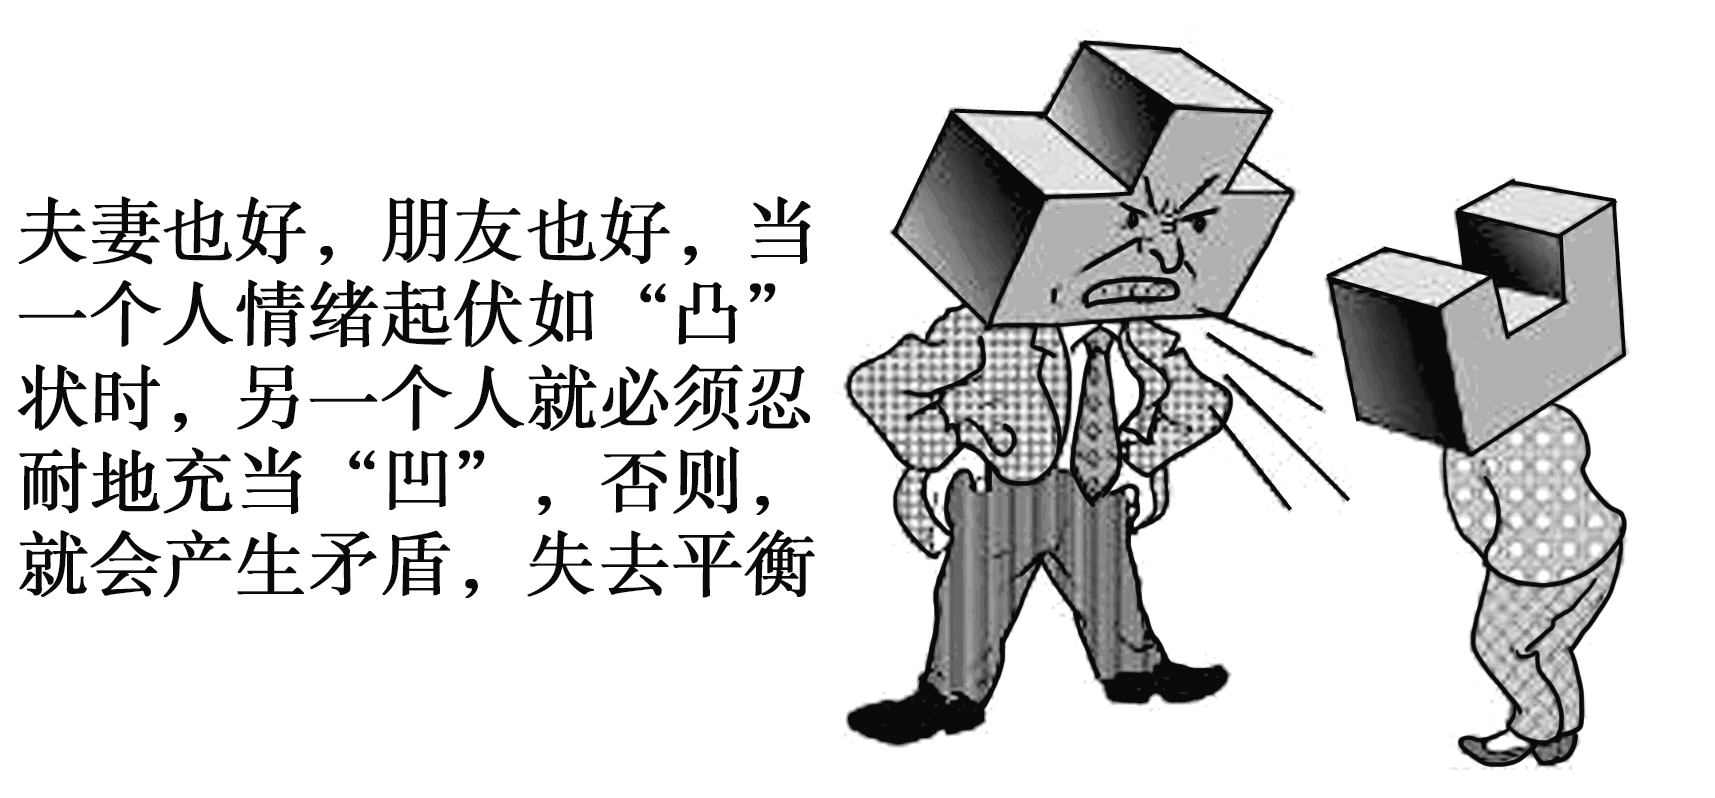 夫妻也好，朋友也好，当
一个人情绪起伏如“凸”
状时，另一个人就必须忍
耐地充当“凹”，否则，
就会产生矛盾，失去平衡